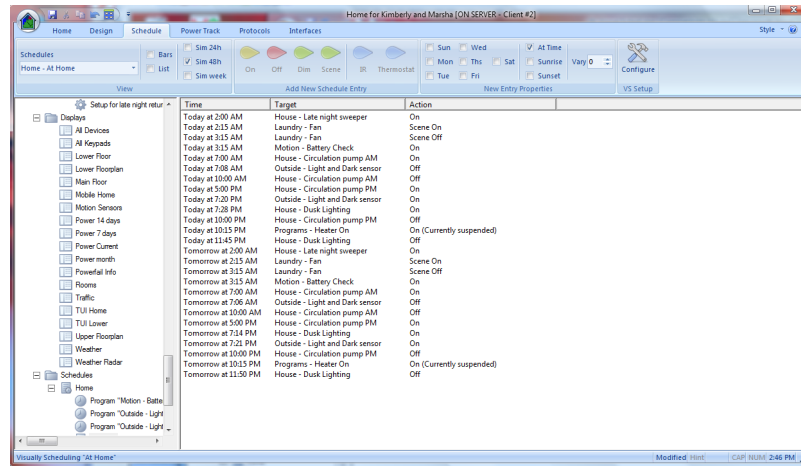 Home for Kimberly and Marsha [ON SERVER - Client #2]
Home Design Schedule Power Track Protocols Interfaces Style
Schedules
Home - At Home
Bars
List
View
Sim 24h
Sim 48h
Sim week
On Off Dim Scene IR Thermostat
Add New Schedule Entry
Sun Wed
Mon Ths Sat
Tue Fri
At Time
Sunrise Vary 0
Sunset
New Entry Properties
Configure
VS Setup
Setup for late night retur
Displays
All Devices
All Keypads
Lower Floor
Lower Floorplan
Main Floor
Mobile Home
Motion Sensors
Power 14 days
Power 7 days
Power Current
Power month
Powerfail Info
Rooms
Traffic
TUI Home
TUI Lower
Upper Floorplan
Weather
Weather Radar
Schedules
Home
Program "Motion - Batte
Program "Outside - Light
Program "Outside - Light
Time Target Action
Today at 2:00 AM House - Late night sweeper On
Today at 2:15 AM Laundry - Fan Scene On
Today at 3:15 AM Laundry - Fan Scene Off
Today at 3:15 AM Motion - Battery Check On
Today at 7:00 AM House - Circulation pump AM On
Today at 7:08 AM Outside - Light and Dark sensor Off
Today at 10:00 AM House - Circulation pump AM Off
Today at 5:00 PM House - Circulation pump PM On
Today at 7:20 PM Outside - Light and Dark sensor On
Today at 7:28 PM House - Dusk Lighting On
Today at 10:00 PM House - Circulation pump PM Off
Today at 10:15 PM Programs - Heater On On (Currently suspended)
Today at 11:45 PM House - Dusk Lighting Off
Tomorrow at 2:00 AM House - Late night sweeper On
Tomorrow at 2:15 AM Laundry - Fan Scene On
Tomorrow at 3:15 AM Laundry - Fan Scene Off
Tomorrow at 3:15 AM Motion - Battery Check On
Tomorrow at 7:00 AM House - Circulation pump AM On
Tomorrow at 7:06 AM Outside - Light and Dark sensor Off
Tomorrow at 10:00 AM House - Circulation pump AM Off
Tomorrow at 5:00 PM House - Circulation pump PM On
Tomorrow at 7:14 PM House - Dusk Lighting On
Tomorrow at 7:21 PM Outside - Light and Dark sensor On
Tomorrow at 10:00 PM House - Circulation pump PM Off
Tomorrow at 10:15 PM Programs - Heater On On (Currently suspended)
Tomorrow at 11:50 PM House - Dusk Lighting Off
Visually Scheduling "At Home" Modified Hint CAP NUM 2:46 PM